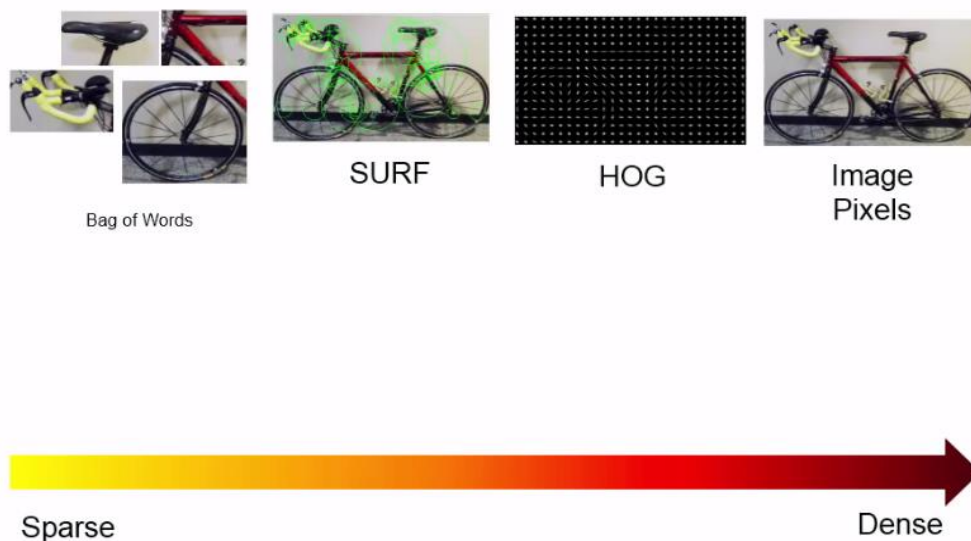 SURF
HOG
Image
Pixels
Bag of Words
Sparse
Dense